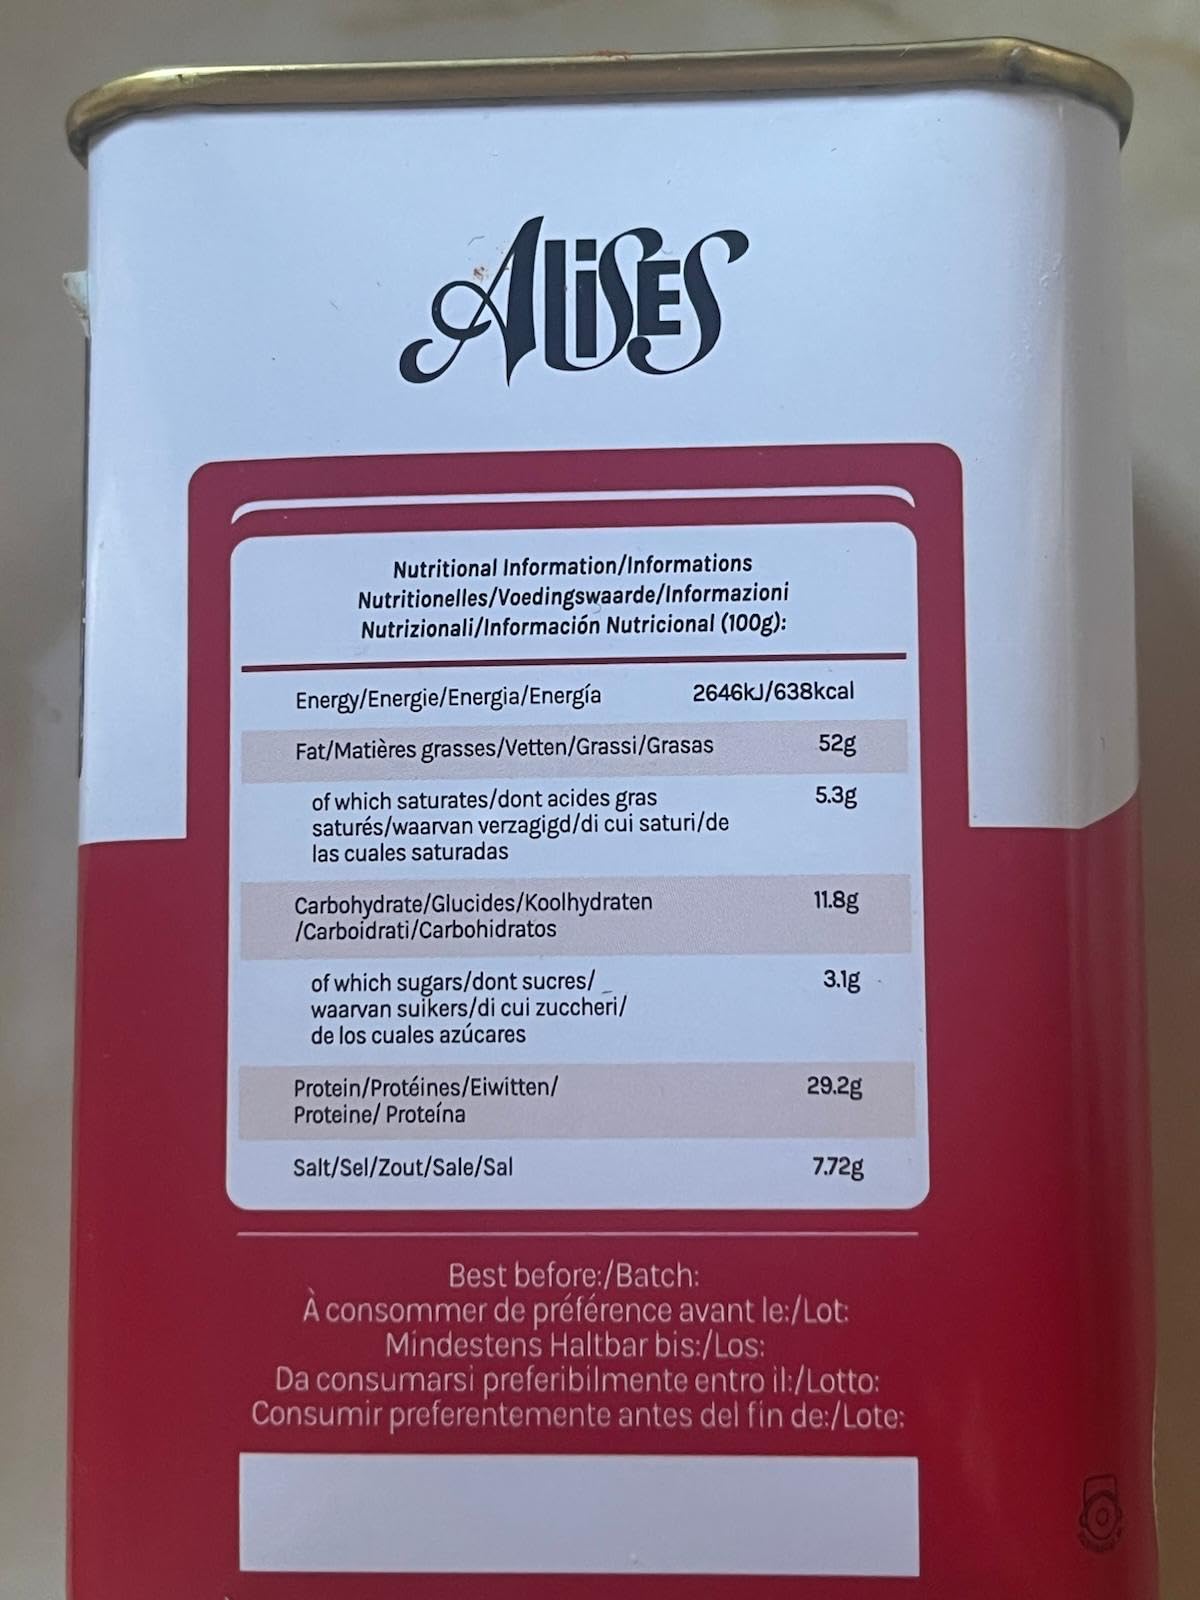 ALISES
Nutritional Information/Informations
Nutritionelles/Voedingswaarde/Informazioni
Nutrizionali/Información Nutricional (100g):
Energy/Energie/Energia/Energía 2646kJ/638kcal
Fat/Matières grasses/Vetten/Grassi/Grasas 52g
of which saturates/dont acides gras 5.3g
saturés/waarvan verzagigd/di cui saturi/de
las cuales saturadas
Carbohydrate/Glucides/Koolhydraten 11.8g
/Carboidrati/Carbohidratos
of which sugars/dont sucres/ 3.1g
waarvan suikers/di cui zuccheri/
de los cuales azúcares
Protein/Protéines/Eiwitten/ 29.2g
Proteine/ Proteína
Salt/Sel/Zout/Sale/Sal 7.72g
Best before:/Batch:
À consommer de préférence avant le:/Lot:
Mindestens Haltbar bis:/Los:
Da consumarsi preferibilmente entro il:/Lotto:
Consumir preferentemente antes del fin de:/Lote: